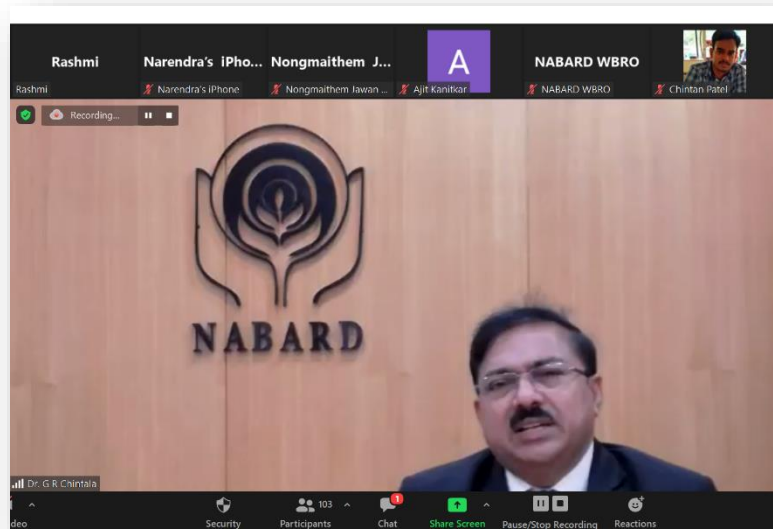 Rashmi
Narendra's iPho...
Nongmaithem J...
A
NABARD WBRO
Rashmi
Narendra's iPhone
Nongmaithem Jawan ...
Ajit Kanitkar
NABARD WBRO
Chintan Patel
Recording...
NABARD
Dr. G R Chintala
deo
Security
103
Participants
1
Chat
Share Screen
Pause/Stop Recording
Reactions